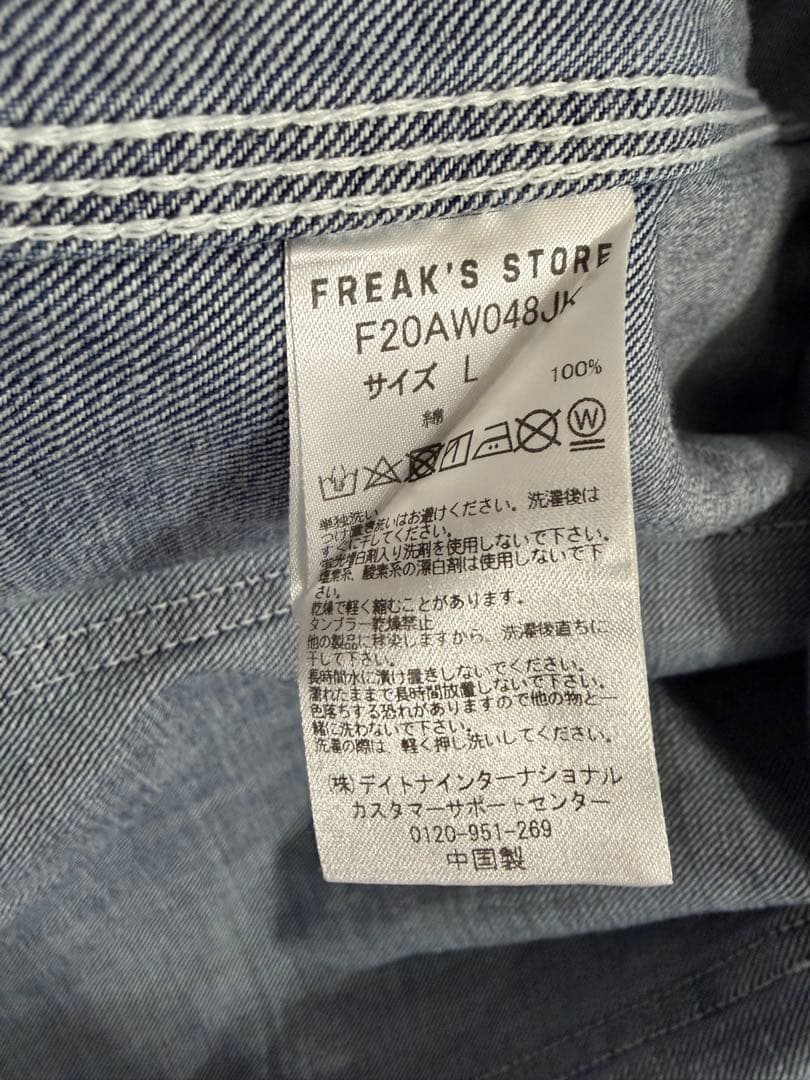 FREAK'S STORE
F20AW048JK
サイズ L
綿 100%
W
単独洗い
つけ置き洗いはお避けください。洗濯後は
すぐに干してください。
蛍光増白剤入り洗剤を使用しないで下さい。
塩素系、酸素系の漂白剤は使用しないで下
さい。
乾燥で軽く縮むことがあります。
タンブラー乾燥禁止
他の製品に移染しますから、洗濯後直ちに
干して下さい。
長時間水に漬け置きしないでください。
濡れたままで長時間放置しないで下さい。
色落ちする恐れがありますので他の物と一
緒に洗わないで下さい。
洗濯の際は、軽く押し洗いしてください。
(株)デイトナインターナショナル
カスタマーサポートセンター
0120-951-269
中国製